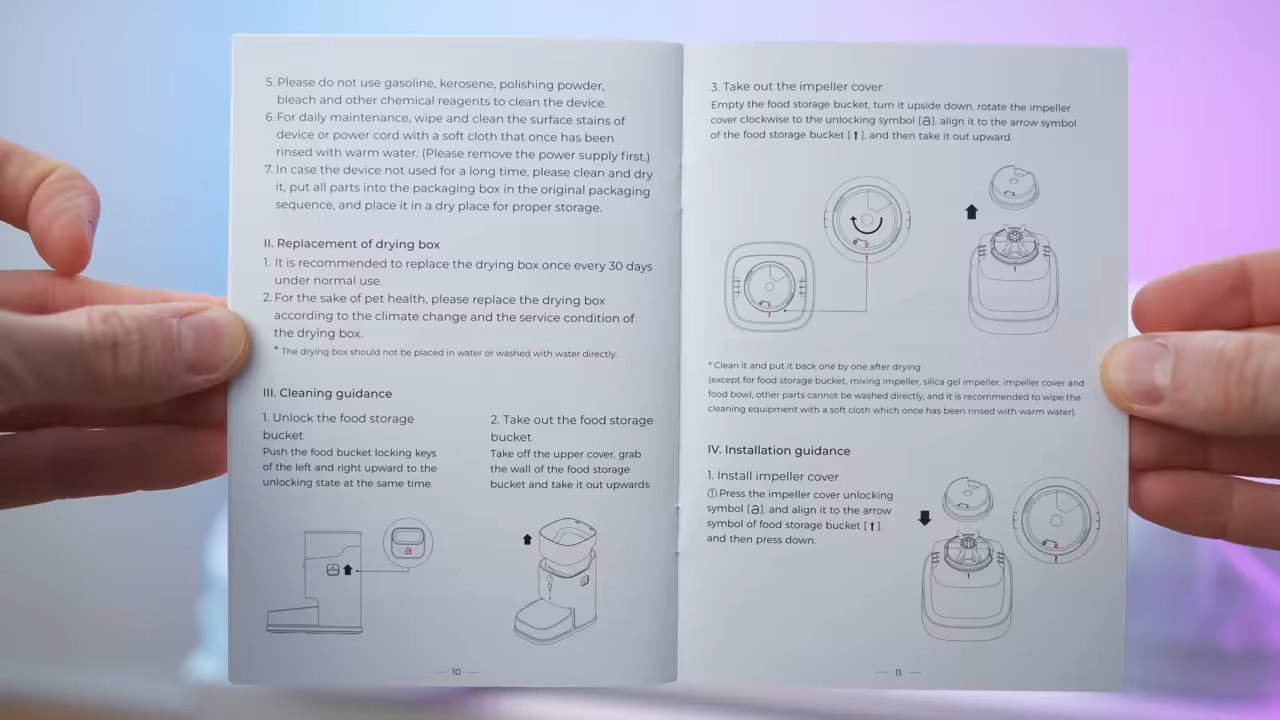 5. Please do not use gasoline, kerosene, polishing powder,
bleach and other chemical reagents to clean the device.
6. For daily maintenance, wipe and clean the surface stains of
device or power cord with a soft cloth that once has been
rinsed with warm water. (Please remove the power supply first.)
7. In case the device not used for a long time, please clean and dry
it, put all parts into the packaging box in the original packaging
sequence, and place it in a dry place for proper storage.
II. Replacement of drying box
1. It is recommended to replace the drying box once every 30 days
under normal use.
2. For the sake of pet health, please replace the drying box
according to the climate change and the service condition of
the drying box.
* The drying box should not be placed in water or washed with water directly.
III. Cleaning guidance
1. Unlock the food storage
bucket
Push the food bucket locking keys
of the left and right upward to the
unlocking state at the same time.
2. Take out the food storage
bucket
Take off the upper cover, grab
the wall of the food storage
bucket and take it out upwards.
10
3. Take out the impeller cover
Empty the food storage bucket, turn it upside down, rotate the impeller
cover clockwise to the unlocking symbol [ ], align it to the arrow symbol
of the food storage bucket [⬆], and then take it out upward.
* Clean it and put it back one by one after drying
(except for food storage bucket, mixing impeller, silica gel impeller, impeller cover and
food bowl, other parts cannot be washed directly, and it is recommended to wipe the
cleaning equipment with a soft cloth which once has been rinsed with warm water).
IV. Installation guidance
1. Install impeller cover
①.Press the impeller cover unlocking
symbol [ ], and align it to the arrow
symbol of food storage bucket [⬆],
and then press down.
11